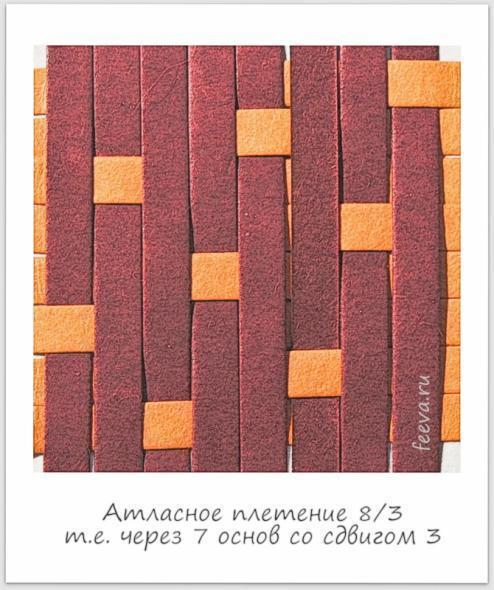 feeva.ru
Атласное плетение 8/3
т.е. через 7 основ со сдвигом 3